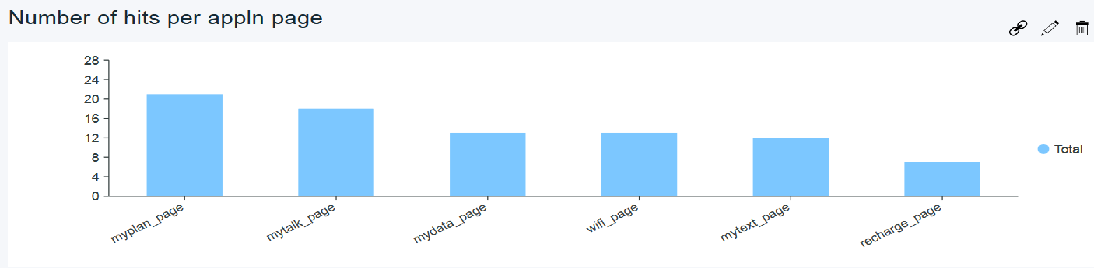 Number of hits per appln page
28
24
20
16
12
8
4
0
Total
myplan_page
mytalk_page
mydata_page
wifi_page
mytext_page
recharge_page